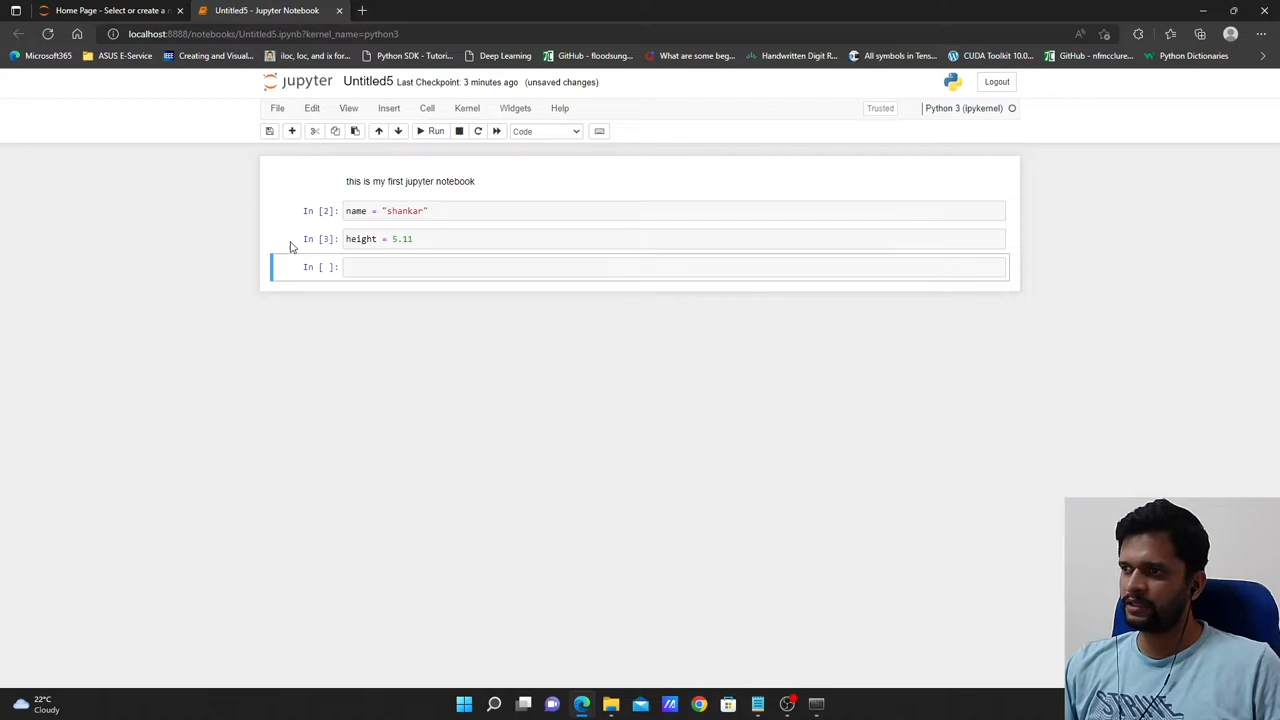 Home Page - Select or create a n
Untitled5 - Jupyter Notebook
localhost:8888/notebooks/Untitled5.ipynb?kernel_name=python3
Microsoft365 ASUS E-Service Creating and Visual... iloc, loc, and ix for... Python SDK - Tutori... Deep Learning GitHub - floodsung... What are some beg... Handwritten Digit R... All symbols in Tens... CUDA Toolkit 10.0... GitHub - nfmcclure... Python Dictionaries
jupyter Untitled5 Last Checkpoint: 3 minutes ago (unsaved changes) Logout
File Edit View Insert Cell Kernel Widgets Help Trusted Python 3 (ipykernel)
Run Code
this is my first jupyter notebook
In [2]: name = "shankar"
In [3]: height = 5.11
In [ ]:
STRIKE
22°C
Cloudy